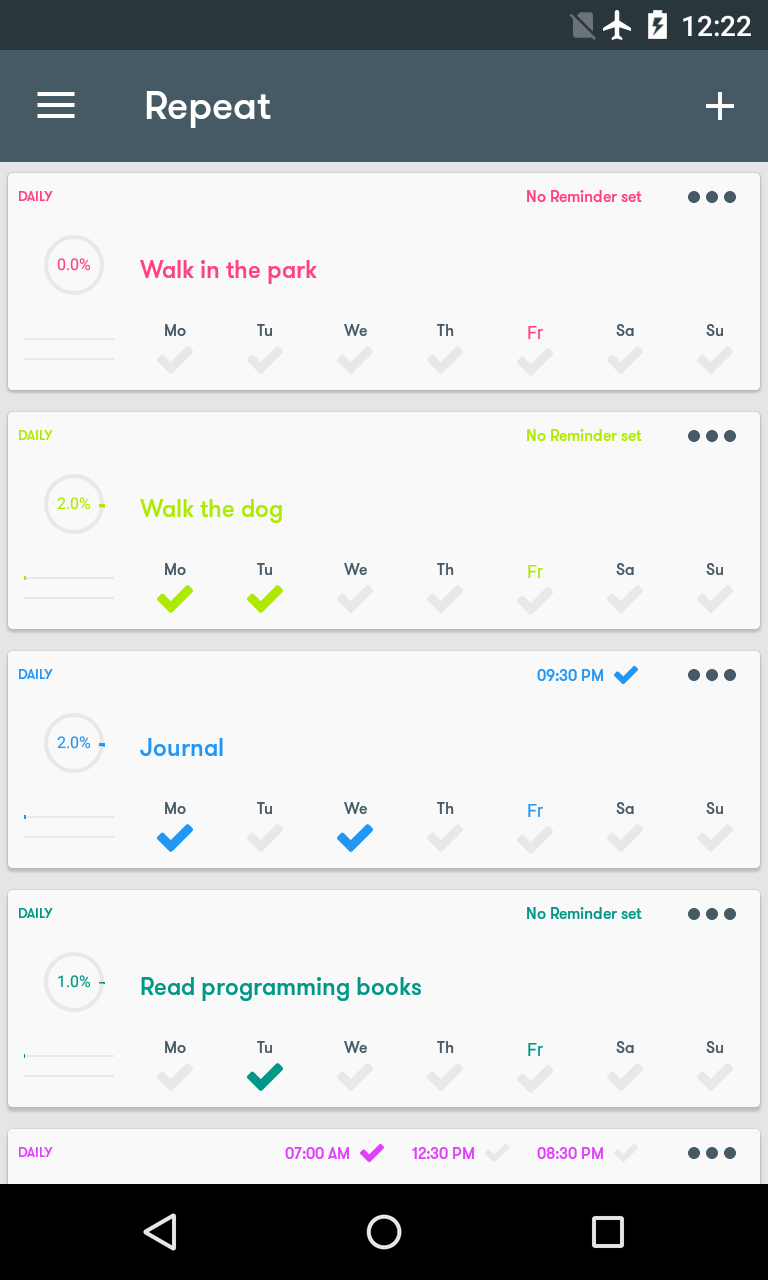 12:22
Repeat
DAILY No Reminder set
0.0% Walk in the park
Mo Tu We Th Fr Sa Su
DAILY No Reminder set
2.0% Walk the dog
Mo Tu We Th Fr Sa Su
DAILY 09:30 PM
2.0% Journal
Mo Tu We Th Fr Sa Su
DAILY No Reminder set
1.0% Read programming books
Mo Tu We Th Fr Sa Su
DAILY 07:00 AM 12:30 PM 08:30 PM